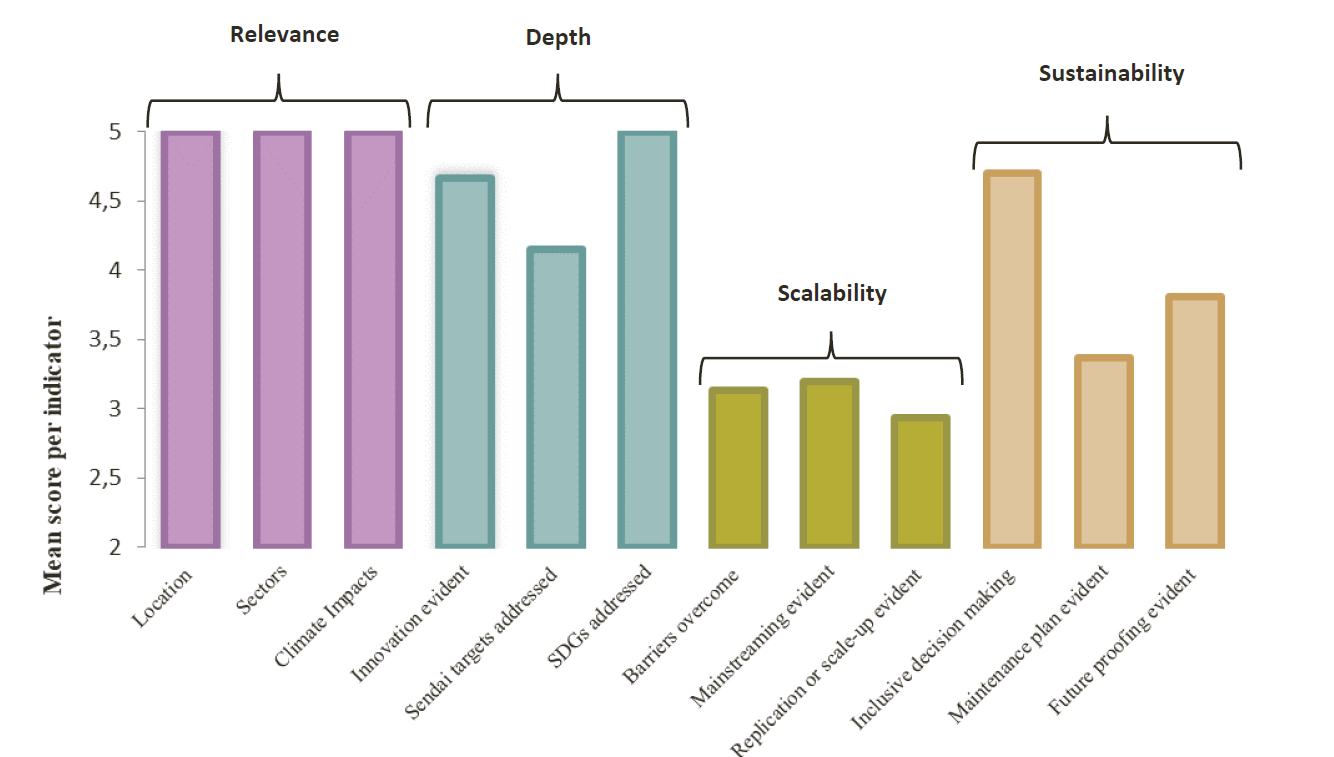 Relevance
Depth
Sustainability
Scalability
Mean score per indicator
5
4,5
4
3,5
3
2,5
2
Location
Sectors
Climate Impacts
Innovation evident
Sendai targets addressed
SDGs addressed
Barriers overcome
Mainstreaming evident
Replication or scale-up evident
Inclusive decision making
Maintenance plan evident
Future proofing evident